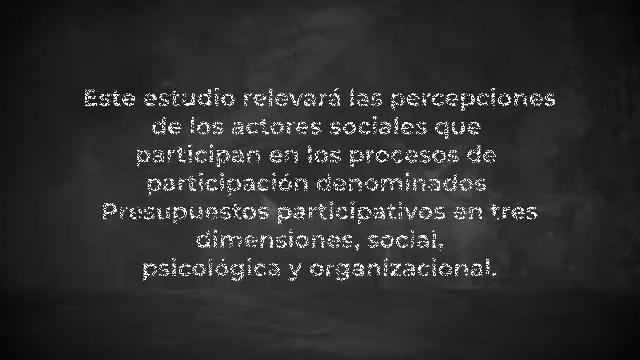 Este estudio relevará las percepciones
de los actores sociales que
participan en los procesos de
participación denominados
Presupuestos participativos en tres
dimensiones, social,
psicológica y organizacional.